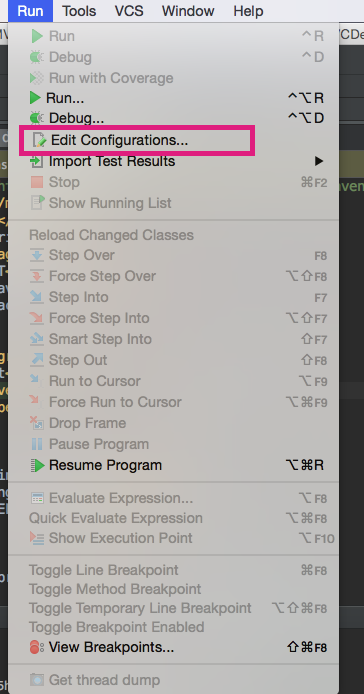 Run Tools VCS Window Help
Run ^R
Debug ^D
Run with Coverage
Run... ^⌥R
Debug... ^⌥D
Edit Configurations...
Import Test Results ▶
Stop ⌘F2
Show Running List
Reload Changed Classes
Step Over F8
Force Step Over ⌥⇧F8
Step Into F7
Force Step Into ⌥⇧F7
Smart Step Into ⇧F7
Step Out ⇧F8
Run to Cursor ⌥F9
Force Run to Cursor ⌥⌘F9
Drop Frame
Pause Program
Resume Program ⌥⌘R
Evaluate Expression... ⌥F8
Quick Evaluate Expression ⌥⌘F8
Show Execution Point ⌥F10
Toggle Line Breakpoint ⌘F8
Toggle Method Breakpoint
Toggle Temporary Line Breakpoint ⌥⇧⌘F8
Toggle Breakpoint Enabled
View Breakpoints... ⇧⌘F8
Get thread dump